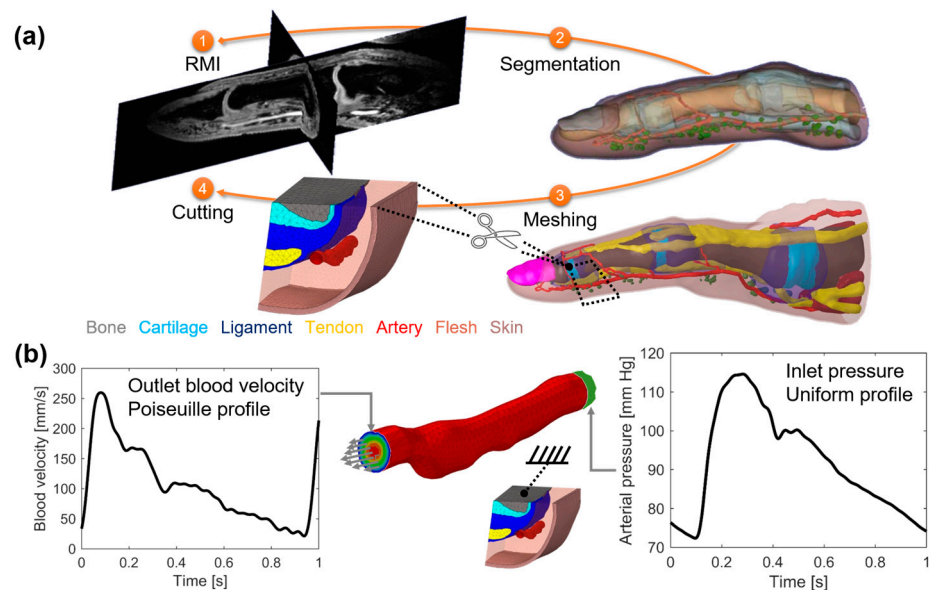 (a)
1
RMI
2
Segmentation
4
Cutting
3
Meshing
Bone Cartilage Ligament Tendon Artery Flesh Skin
(b)
Outlet blood velocity
Poiseuille profile
Blood velocity [mm/s]
300
250
200
150
100
50
0
0 0.2 0.4 0.6 0.8 1
Time [s]
Inlet pressure
Uniform profile
Arterial pressure [mm Hg]
120
110
100
90
80
70
0 0.2 0.4 0.6 0.8 1
Time [s]